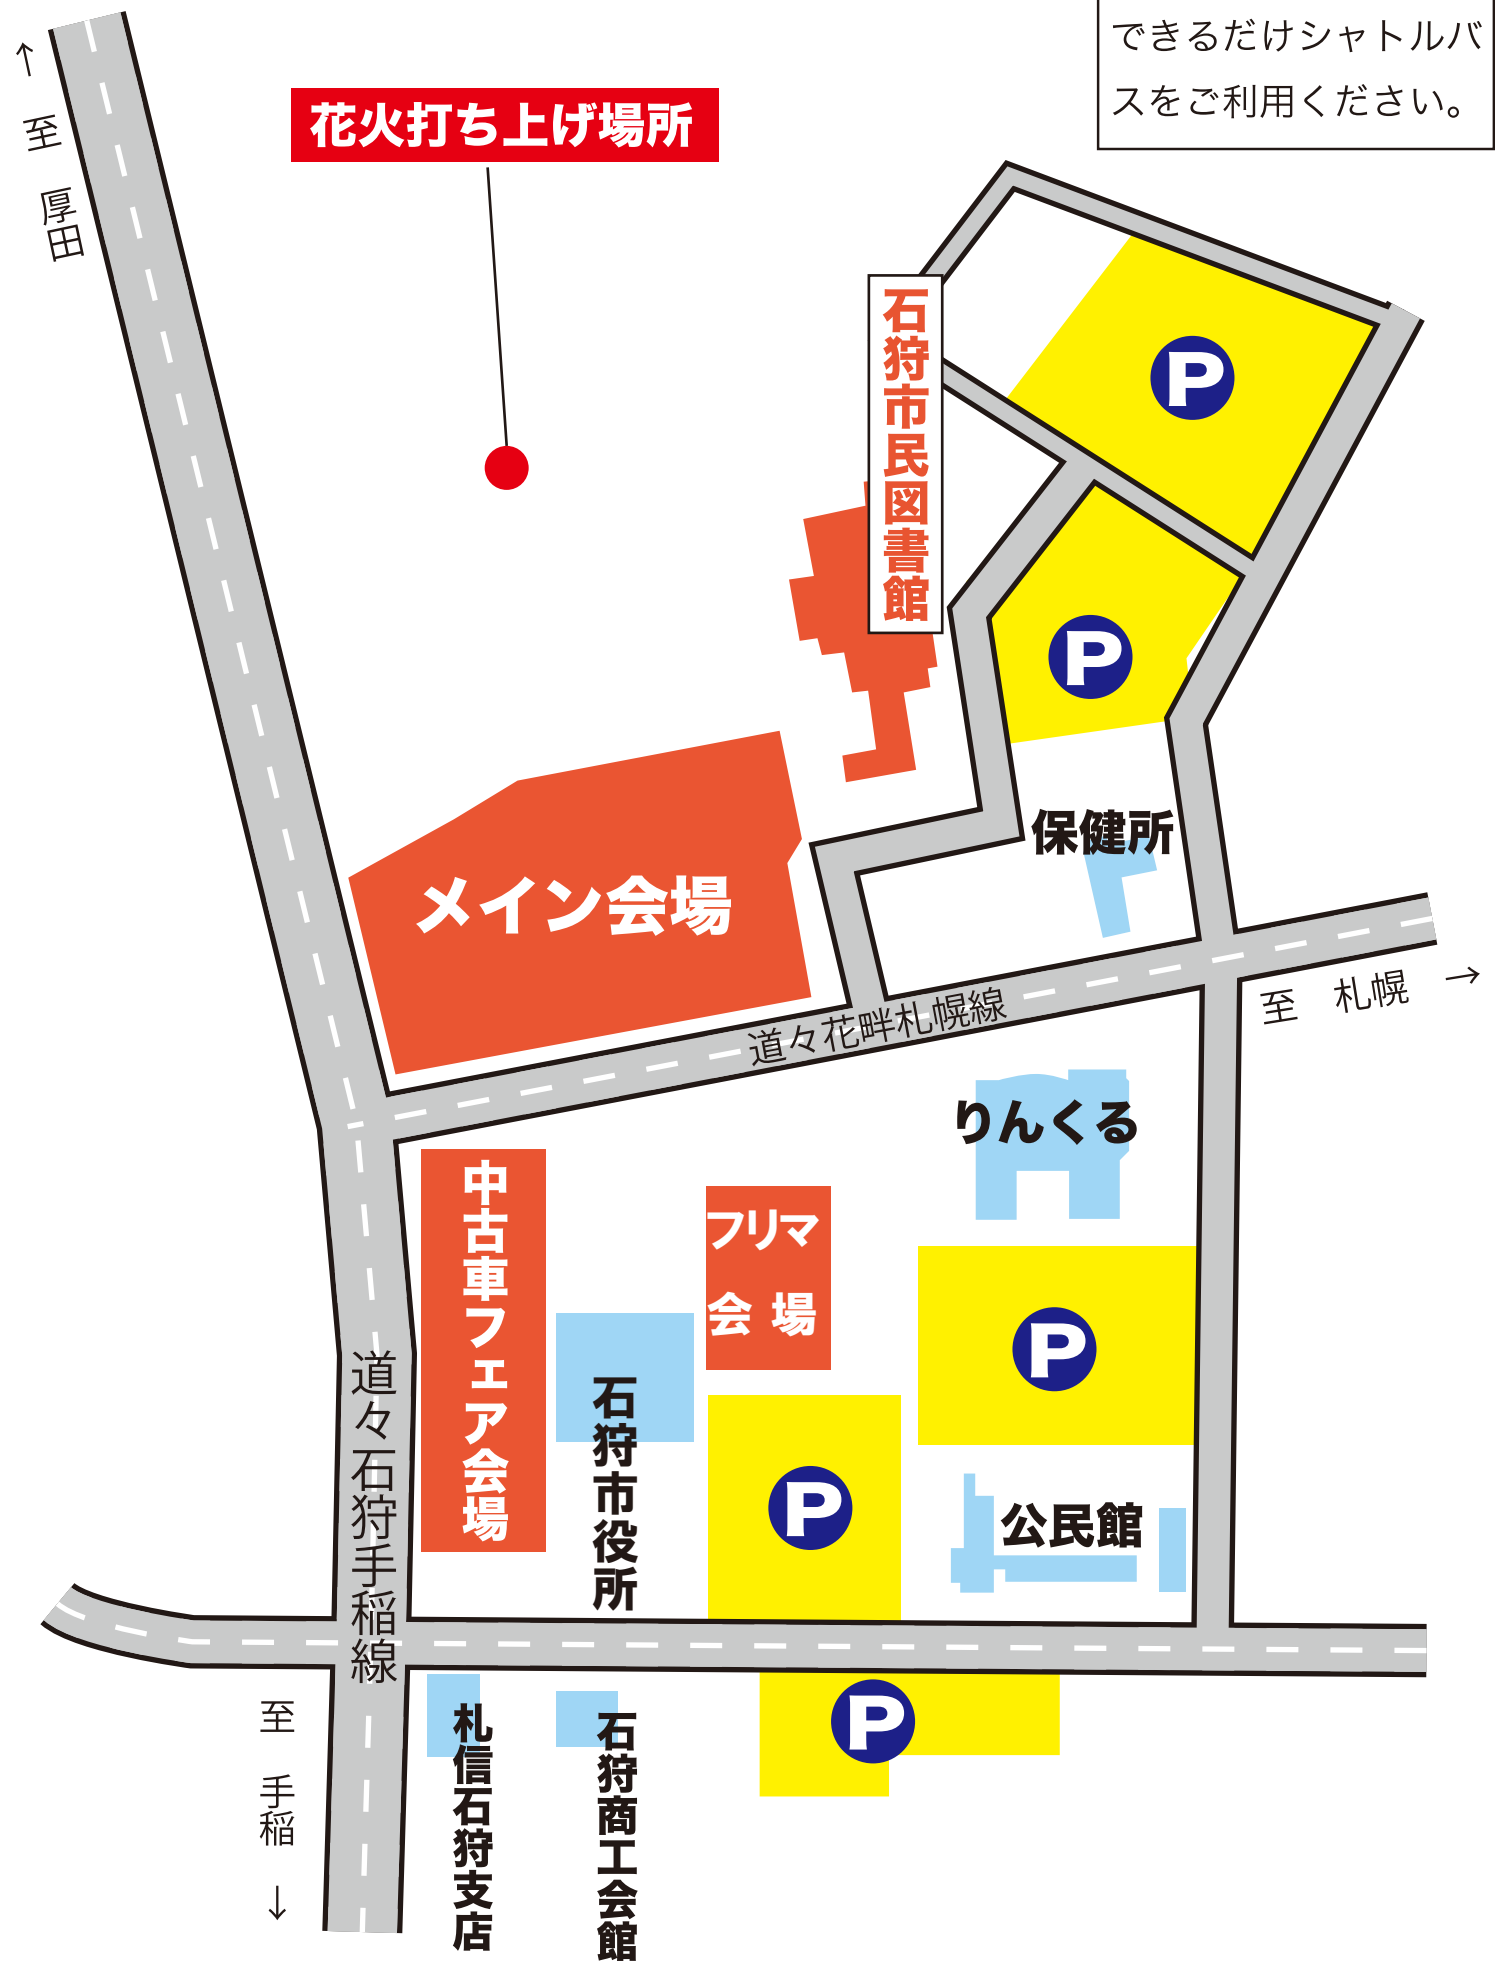 できるだけシャトルバ
スをご利用ください。
↑ 至 厚田
花火打ち上げ場所
石狩市民図書館
P
P
保健所
メイン会場
道々花畔札幌線
至 札幌 →
りんくる
中古車フェア会場
フリマ
会場
P
石狩市役所
道々石狩手稲線
P
公民館
至 手稲 ↓
札信石狩支店
石狩商工会館
P